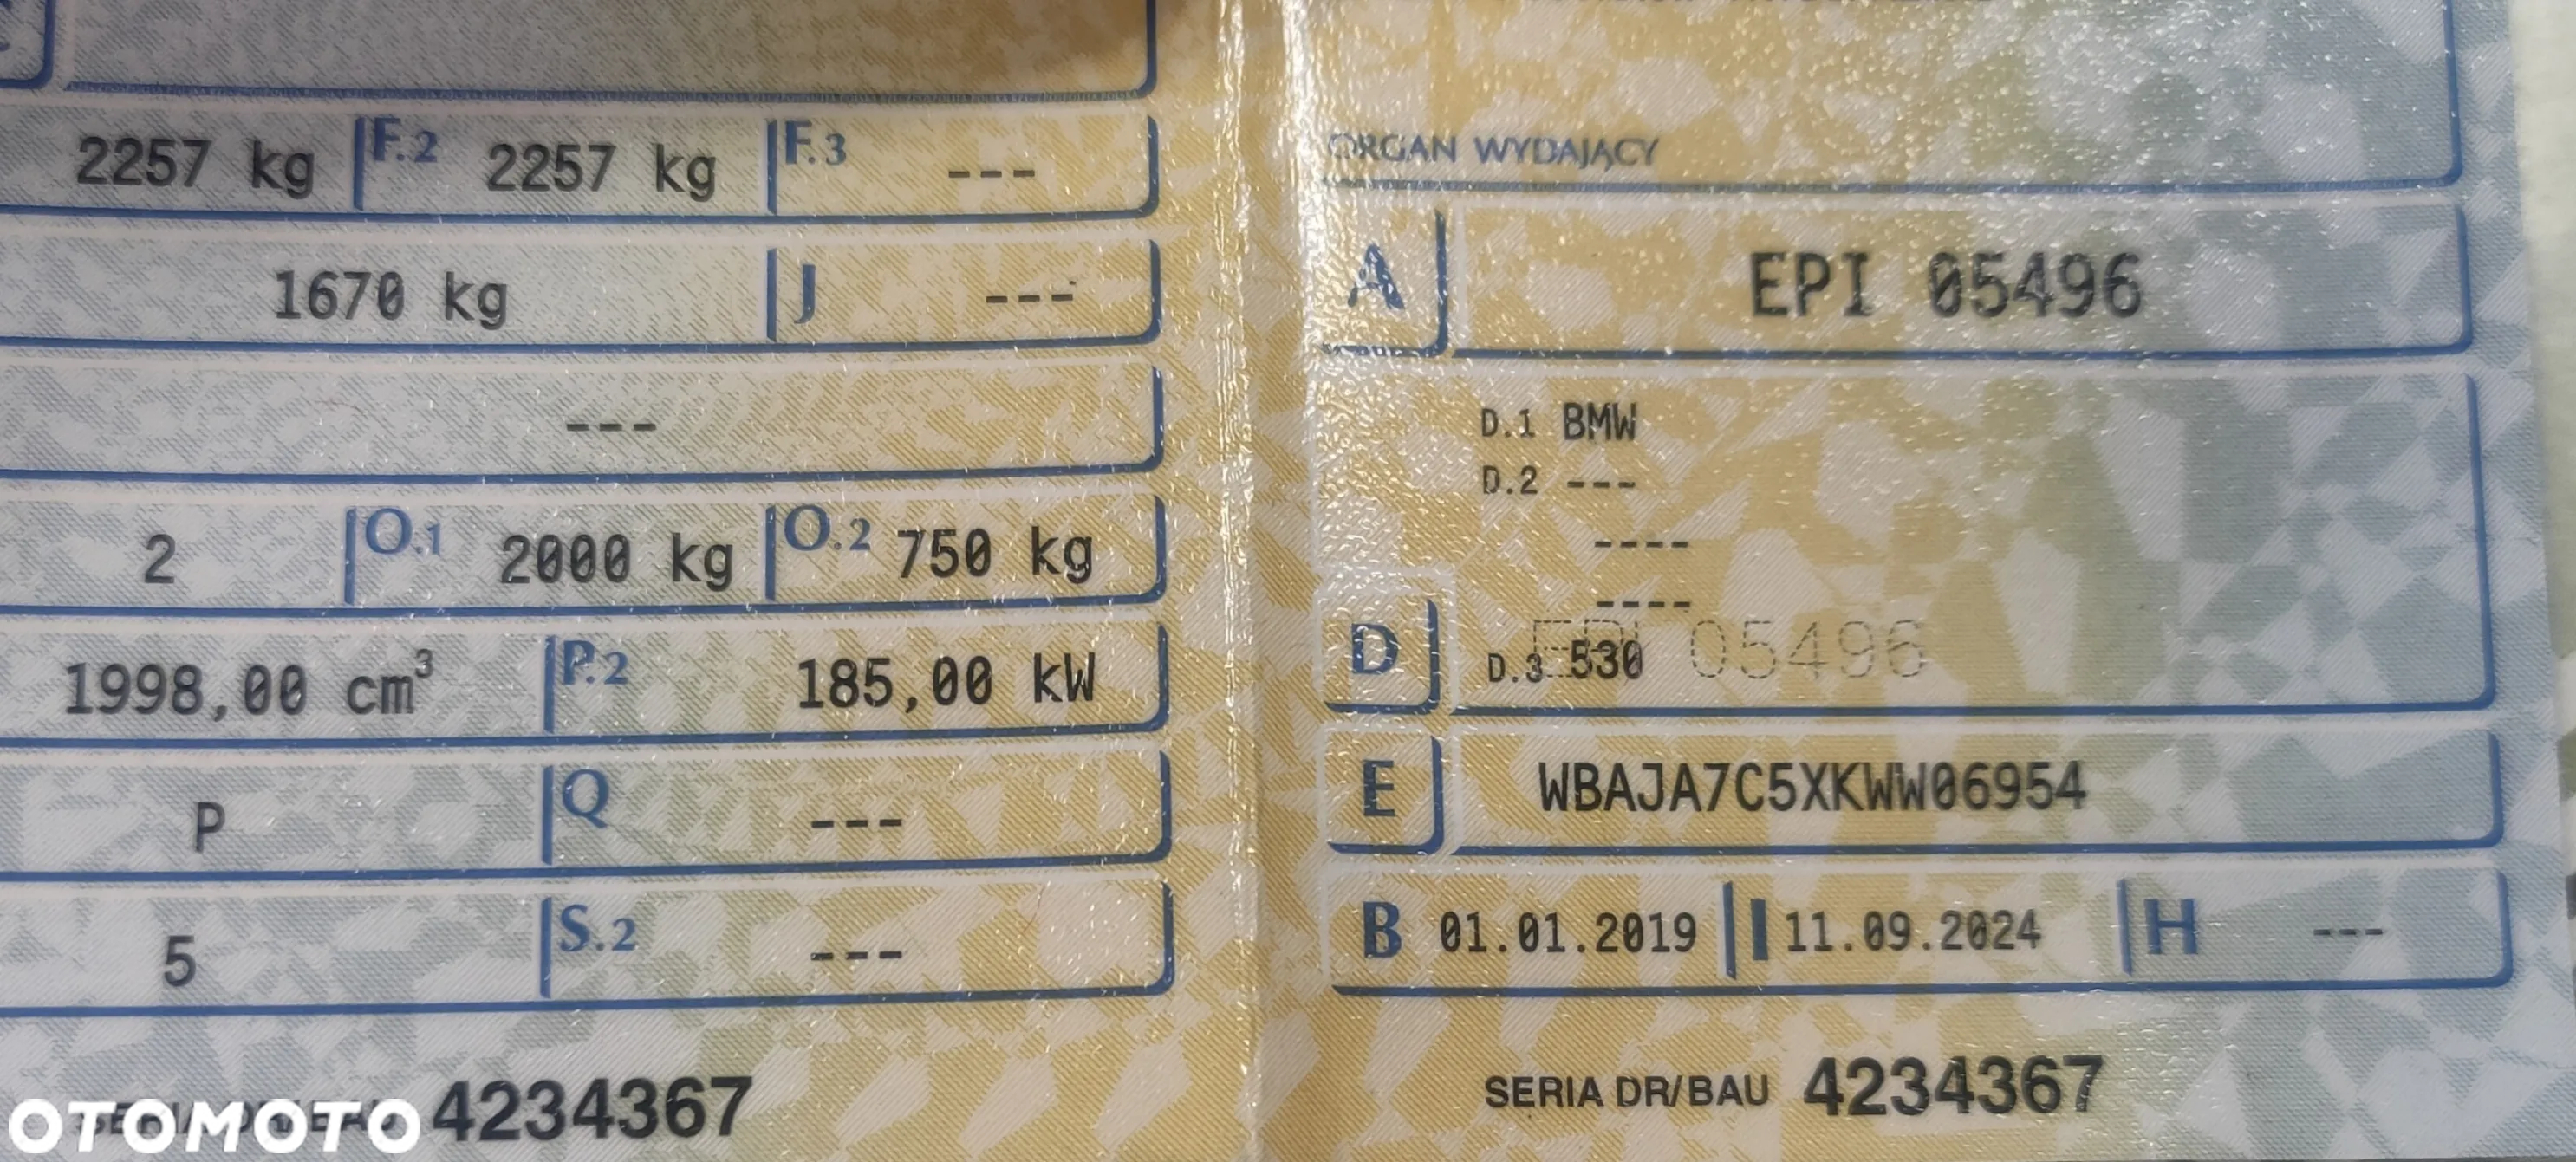 2257 kg F.2 2257 kg F.3 ---
1670 kg J ---
---
2 O.1 2000 kg O.2 750 kg
1998,00 cm³ P.2 185,00 kW
P Q ---
5 S.2 ---
4234367
OTOMOTO
ORGAN WYDAJĄCY
A EPI 05496
D.1 BMW
D.2 ---
----
----
D D.3 530
EPI 05496
E WBAJA7C5XKWW06954
B 01.01.2019 I 11.09.2024 H ---
SERIA DR/BAU 4234367